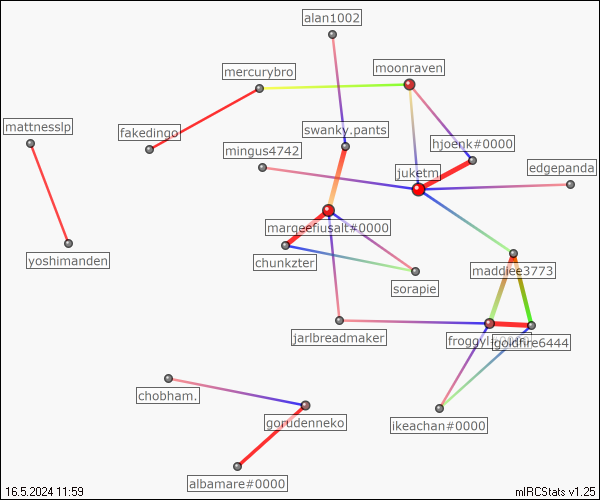 alan1002
moonraven
mercurybro
mattnesslp
fakedingo
swanky.pants
hjoenk#0000
mingus4742
juketm
edgepanda
margeefiusalt#0000
yoshimanden
chunkzter
maddiee3773
sorapie
jarlbreadmaker
goldfire6444
chobham.
gorudenneko
ikeachan#0000
albamare#0000
16.5.2024 11:59
mIRCStats v1.25